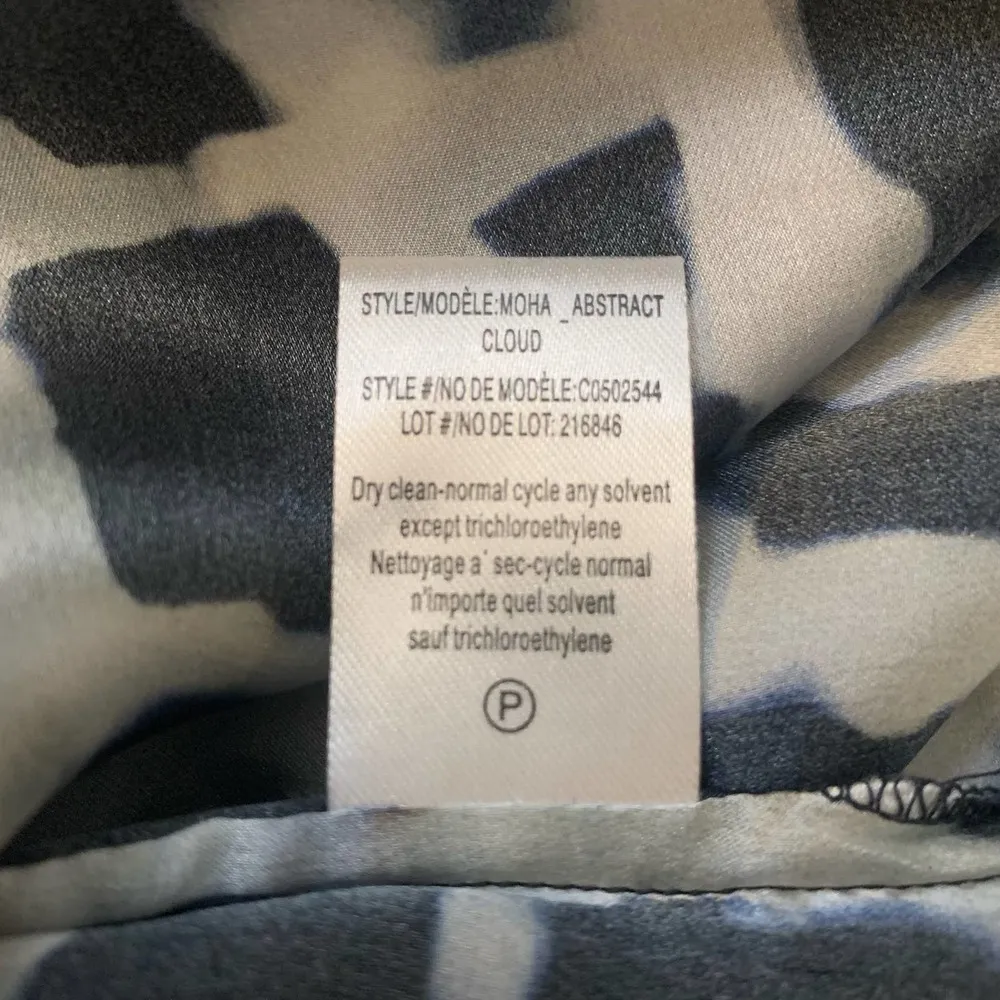 STYLE/MODÈLE:MOHA _ABSTRACT
CLOUD
STYLE #/NO DE MODÈLE:C0502544
LOT #/NO DE LOT: 216846
Dry clean-normal cycle any solvent
except trichloroethylene
Nettoyage a' sec-cycle normal
n'importe quel solvent
sauf trichloroethylene
P